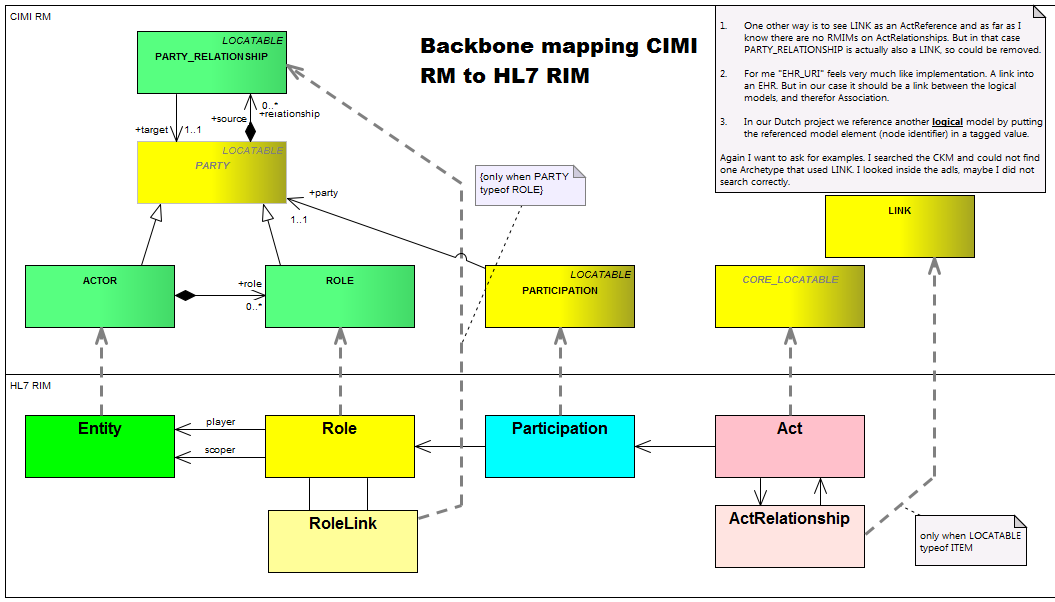 CIMI RM
LOCATABLE
PARTY_RELATIONSHIP
Backbone mapping CIMI
RM to HL7 RIM
1. One other way is to see LINK as an ActReference and as far as I
know there are no RMIMs on ActRelationships. But in that case
PARTY_RELATIONSHIP is actually also a LINK, so could be removed.
2. For me "EHR_URI" feels very much like implementation. A link into
an EHR. But in our case it should be a link between the logical
models, and therefor Association.
3. In our Dutch project we reference another logical model by putting
the referenced model element (node identifier) in a tagged value.
Again I want to ask for examples. I searched the CKM and could not find
one Archetype that used LINK. I looked inside the adls, maybe I did not
search correctly.
0..*
+source
+relationship
+target
1..1
LOCATABLE
PARTY
{only when PARTY
typeof ROLE}
+party
1..1
LINK
ACTOR
+role
0..*
ROLE
LOCATABLE
PARTICIPATION
CORE_LOCATABLE
HL7 RIM
Entity
player
scoper
Role
Participation
Act
RoleLink
ActRelationship
only when LOCATABLE
typeof ITEM